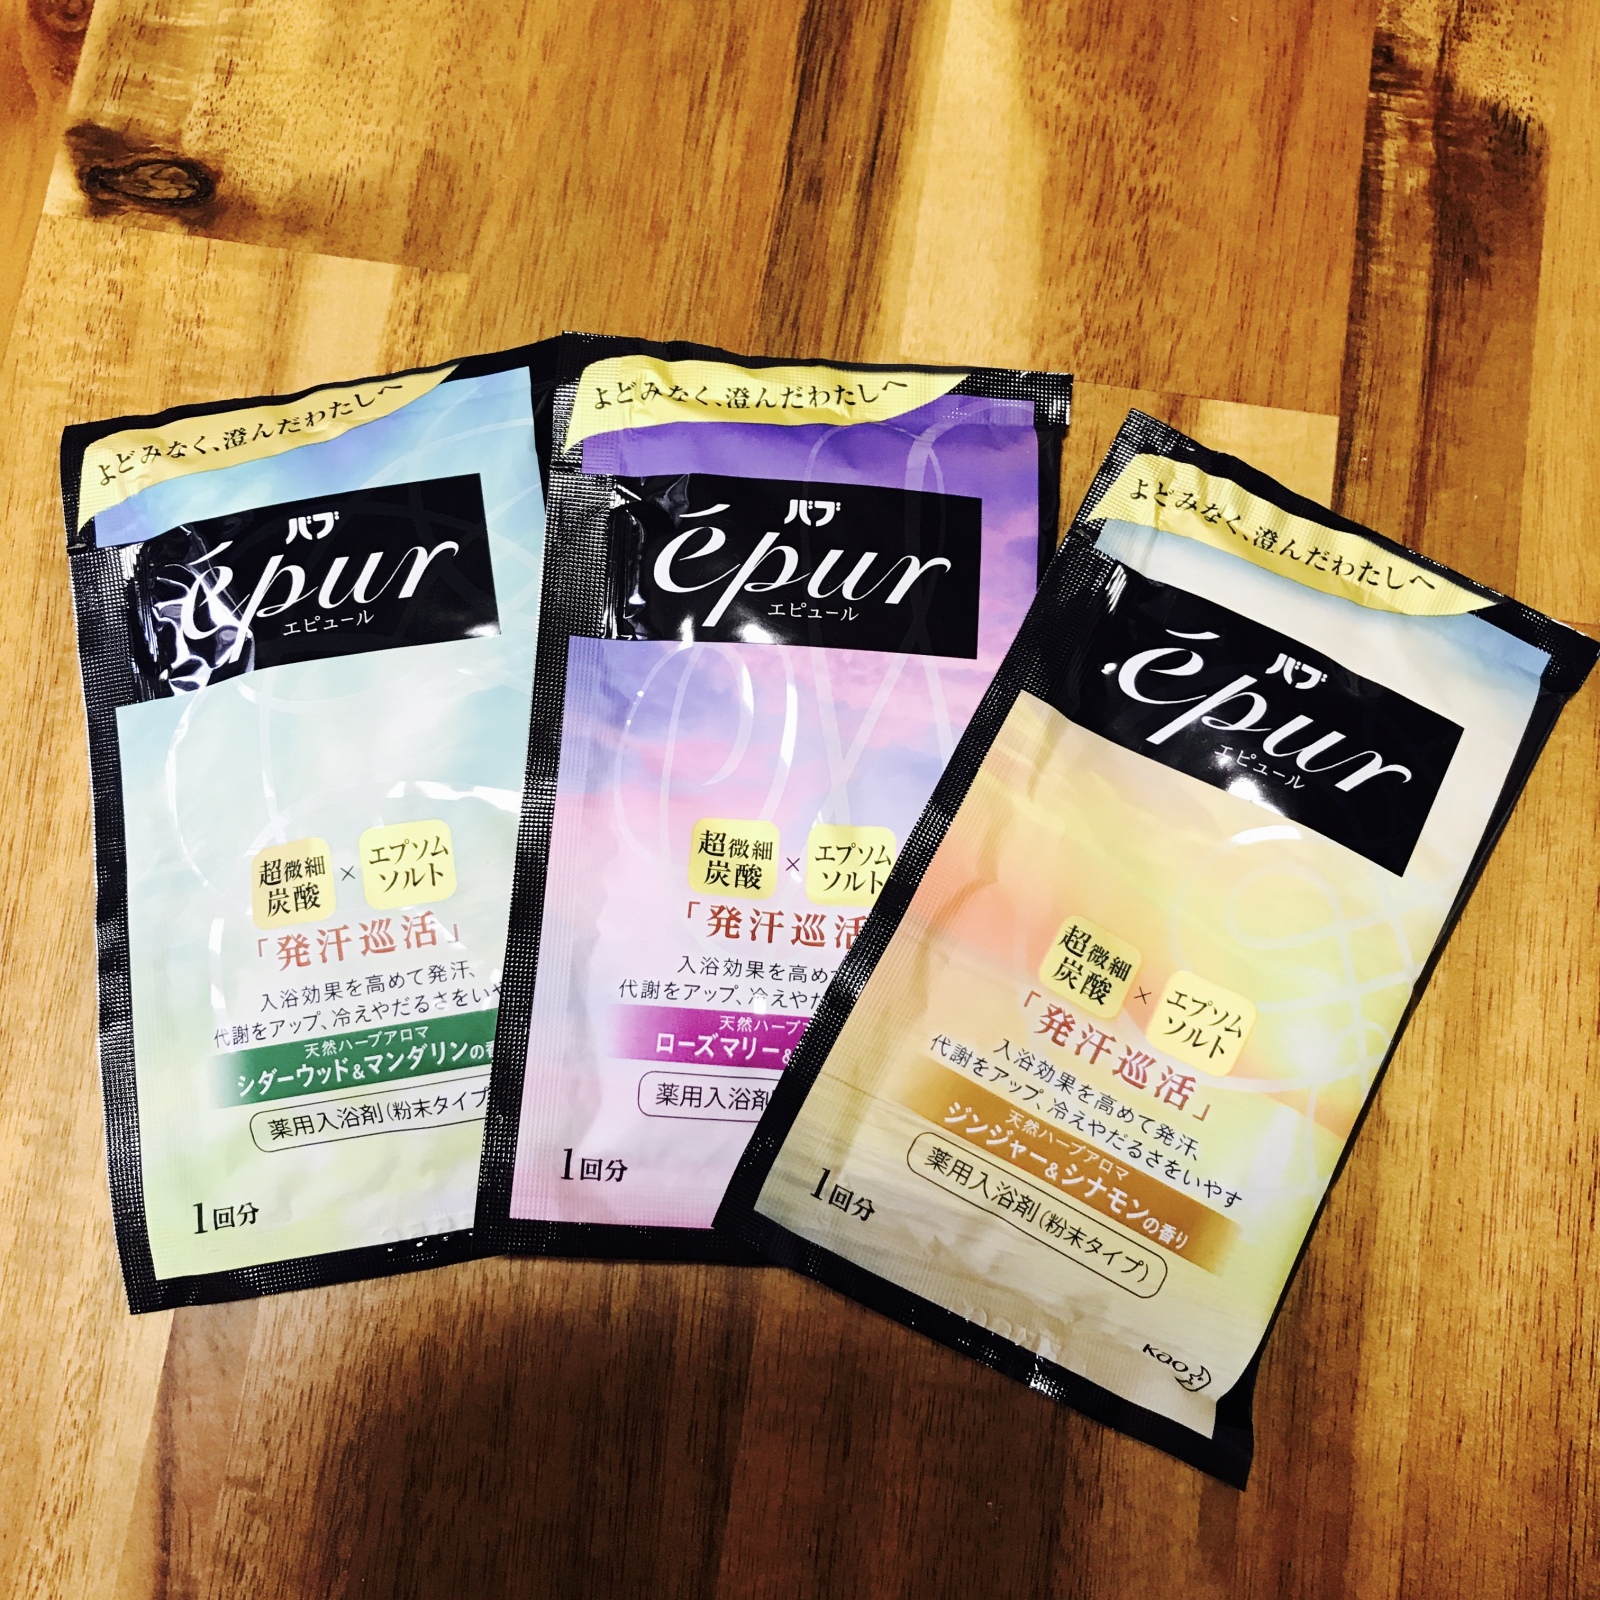 よどみなく、澄んだわたしへ
バブ
épur
エピュール
超微細
炭酸
×
エプソム
ソルト
「発汗巡活」
入浴効果を高めて発汗、
代謝をアップ、冷えやだるさをいや
天然ハーブアロマ
シダーウッド&マンダリンの香
薬用入浴剤(粉末タイプ
1回分
よどみなく、澄んだわたしへ
バブ
épur
エピュール
超微細
炭酸
×
エプソム
ソルト
「発汗巡活
入浴効果を高め
代謝をアップ、冷えや
天然ハーブ
ローズマリー&
薬用入浴剤
1回分
よどみなく、澄んだわたしへ
バブ
épur
エピュール
超微細
炭酸
×
エプソム
ソルト
「発汗巡活」
入浴効果を高めて発汗、
代謝をアップ、冷えやだるさをいやす
天然ハーブアロマ
ジンジャー&シナモンの香り
薬用入浴剤(粉末タイプ)
1回分
Kao